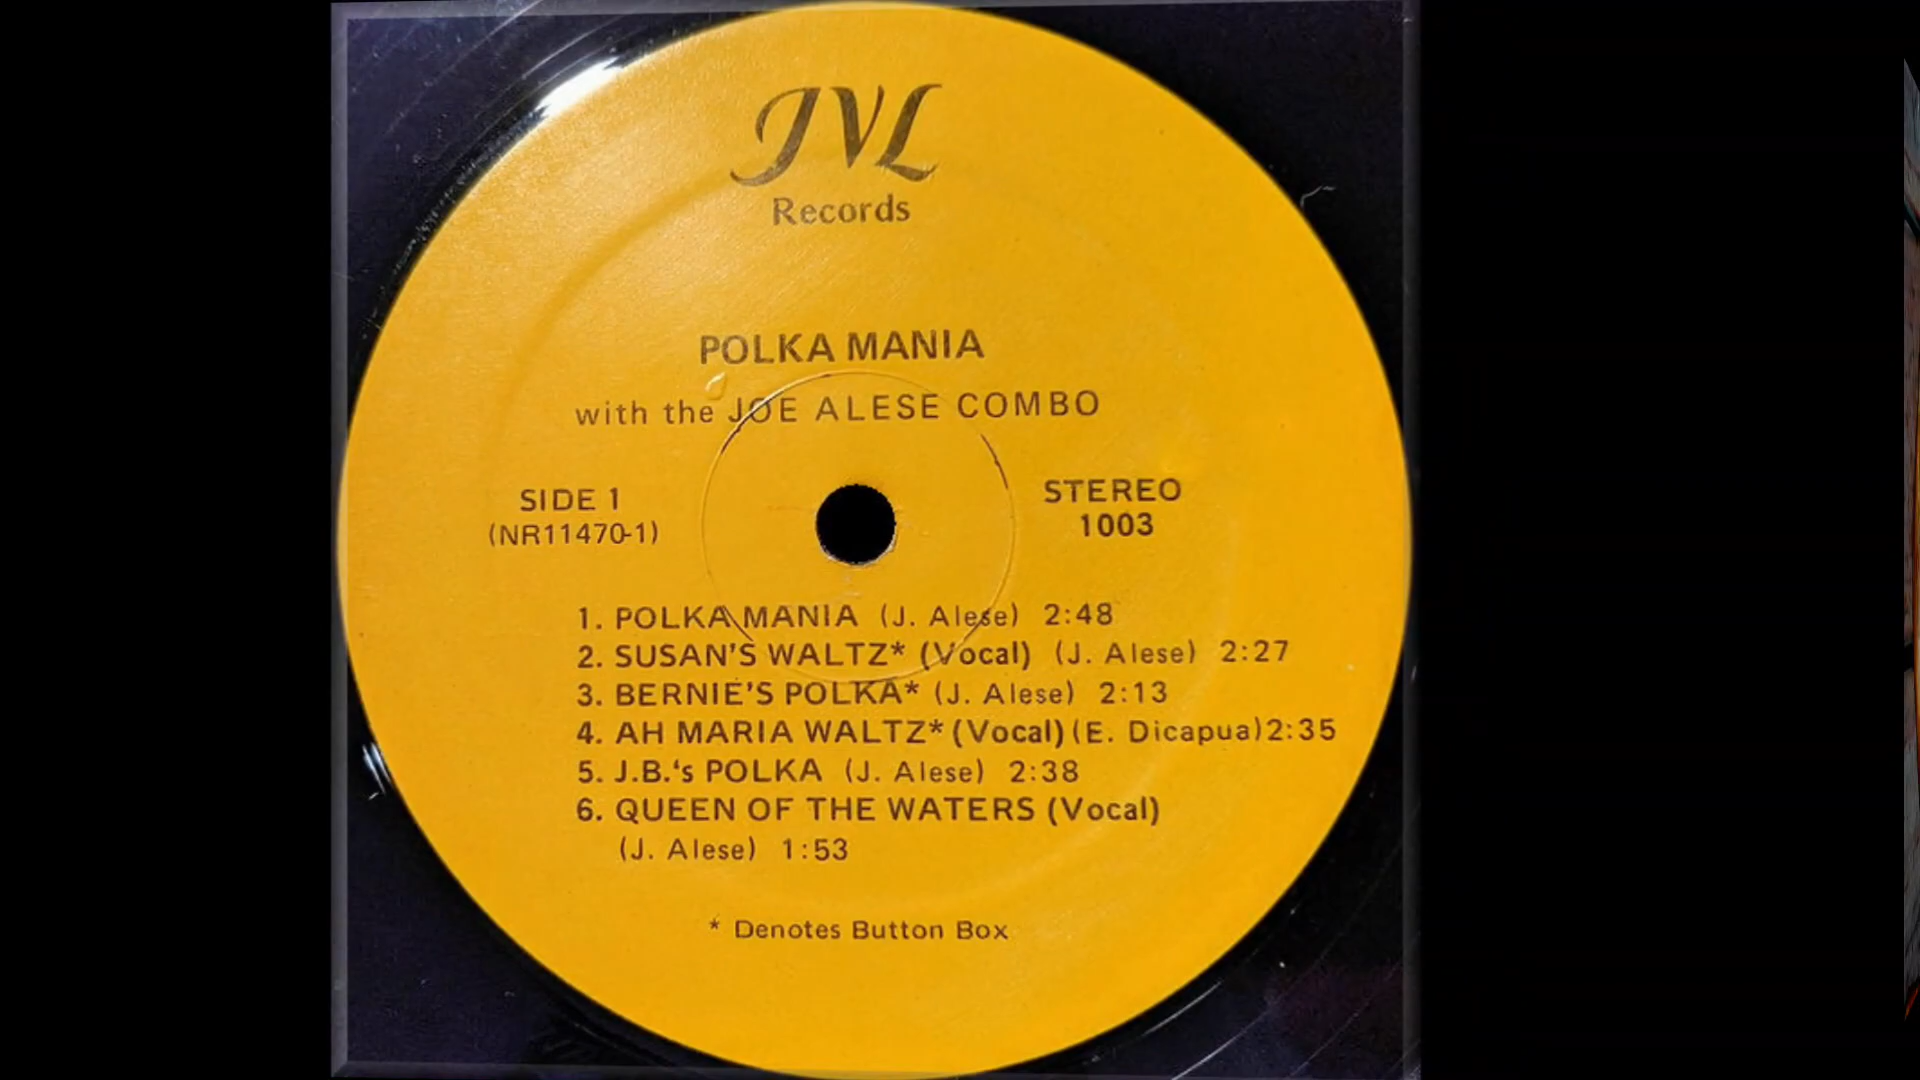 JVL
Records
POLKA MANIA
with the JOE ALESE COMBO
SIDE 1
(NR11470-1)
STEREO
1003
1. POLKA MANIA (J. Alese) 2:48
2. SUSAN'S WALTZ* (Vocal) (J. Alese) 2:27
3. BERNIE'S POLKA* (J. Alese) 2:13
4. AH MARIA WALTZ* (Vocal) (E. Dicapua) 2:35
5. J.B.'s POLKA (J. Alese) 2:38
6. QUEEN OF THE WATERS (Vocal)
(J. Alese) 1:53
* Denotes Button Box